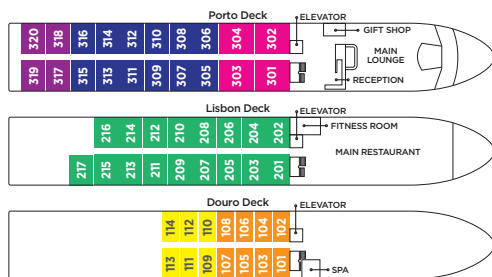 Porto Deck
ELEVATOR
GIFT SHOP
320 318 316 314 312 310 308 306 304 302
MAIN
LOUNGE
319 317 315 313 311 309 307 305 303 301
RECEPTION
Lisbon Deck
ELEVATOR
216 214 212 210 208 206 204 202
FITNESS ROOM
MAIN RESTAURANT
217 215 213 211 209 207 205 203 201
Douro Deck
ELEVATOR
114 112 110 108 106 104 102
113 111 109 107 105 103 101
SPA